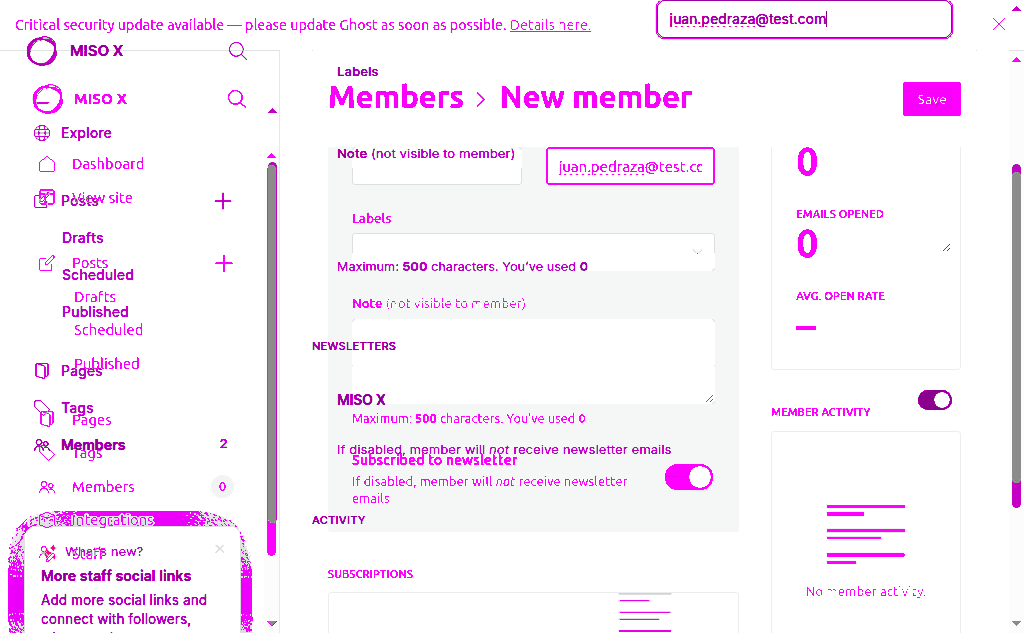 Critical security update available — please update Ghost as soon as possible. Details here.
juan.pedraza@test.com
MISO X
MISO X
Explore
Dashboard
View site
Posts
Drafts
Posts
Scheduled
Drafts
Published
Scheduled
Published
Pages
Tags
Pages
Members 2
Tags
Members 0
Integrations
Staff
What's new?
More staff social links
Add more social links and
connect with followers,
Labels
Members > New member
Save
Note (not visible to member)
juan.pedraza@test.cc
Labels
Maximum: 500 characters. You've used 0
Note (not visible to member)
NEWSLETTERS
MISO X
Maximum: 500 characters. You've used 0
If disabled, member will not receive newsletter emails
Subscribed to newsletter
If disabled, member will not receive newsletter
emails
ACTIVITY
SUBSCRIPTIONS
0
EMAILS OPENED
0
AVG. OPEN RATE
–
MEMBER ACTIVITY
No member activity.